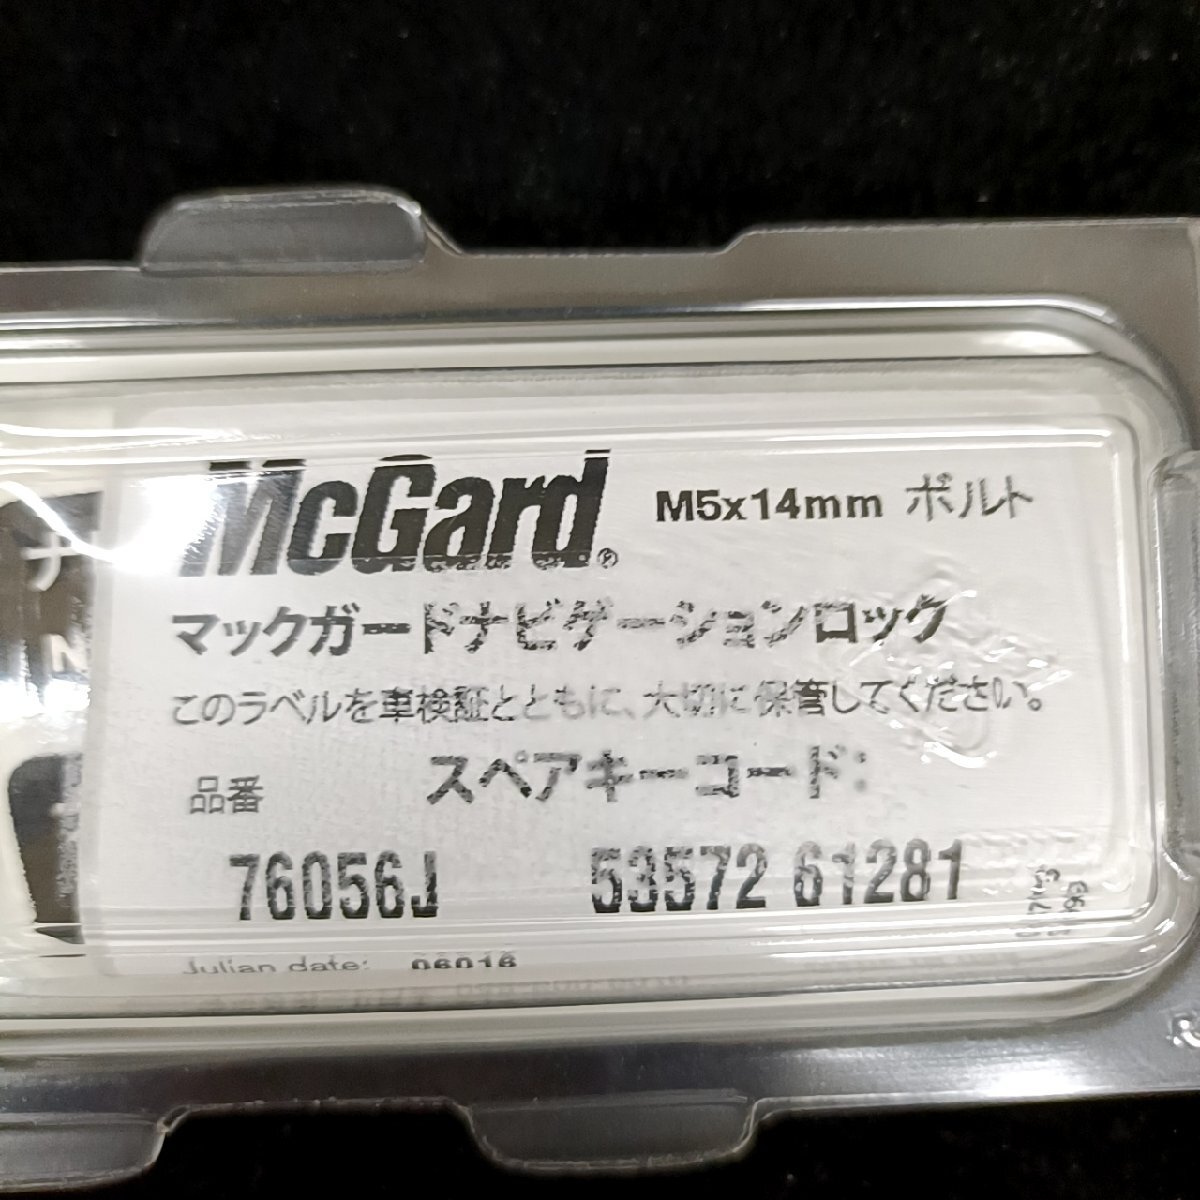 McGard® M5x14mm ボルト
マックガードナビゲーションロック
このラベルを車検証とともに、大切に保管してください。
品番 スペアキーコード:
76056J 53572 61281
Julian date: 06016
ナ
N